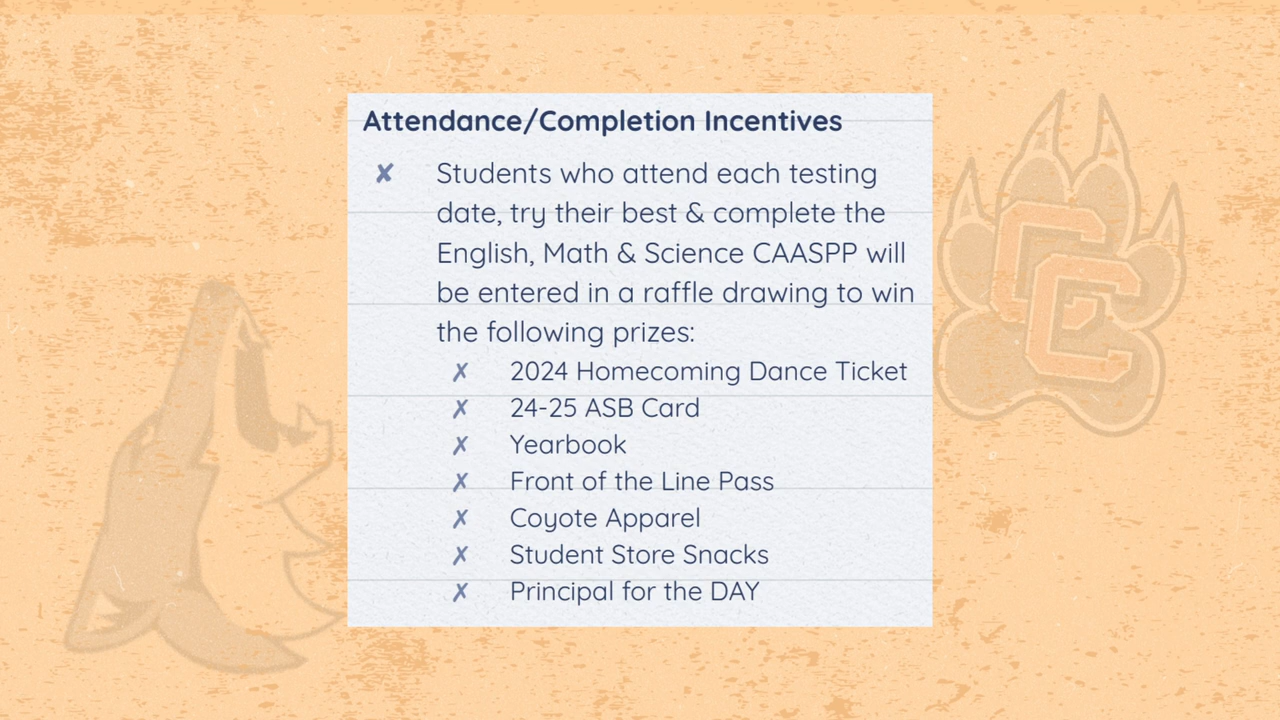 Attendance/Completion Incentives
✘ Students who attend each testing
date, try their best & complete the
English, Math & Science CAASPP will
be entered in a raffle drawing to win
the following prizes:
✗ 2024 Homecoming Dance Ticket
✗ 24-25 ASB Card
✗ Yearbook
✗ Front of the Line Pass
✗ Coyote Apparel
✗ Student Store Snacks
✗ Principal for the DAY
CC